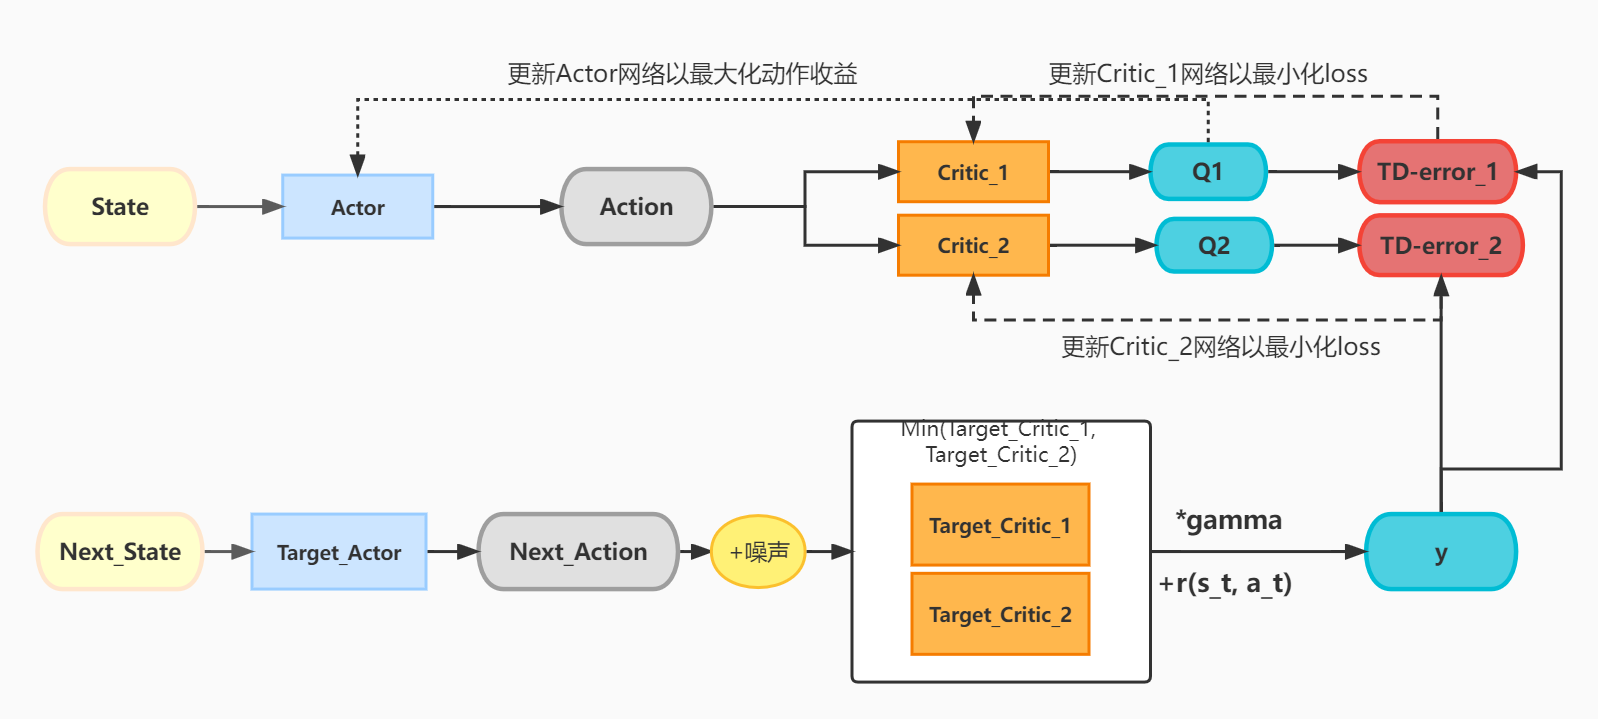 更新Actor网络以最大化动作收益
更新Critic_1网络以最小化loss
State
Actor
Action
Critic_1
Q1
TD-error_1
Critic_2
Q2
TD-error_2
更新Critic_2网络以最小化loss
Min(Target_Critic_1,
Target_Critic_2)
Next_State
Target_Actor
Next_Action
+噪声
Target_Critic_1
Target_Critic_2
*gamma
+r(s_t, a_t)
y